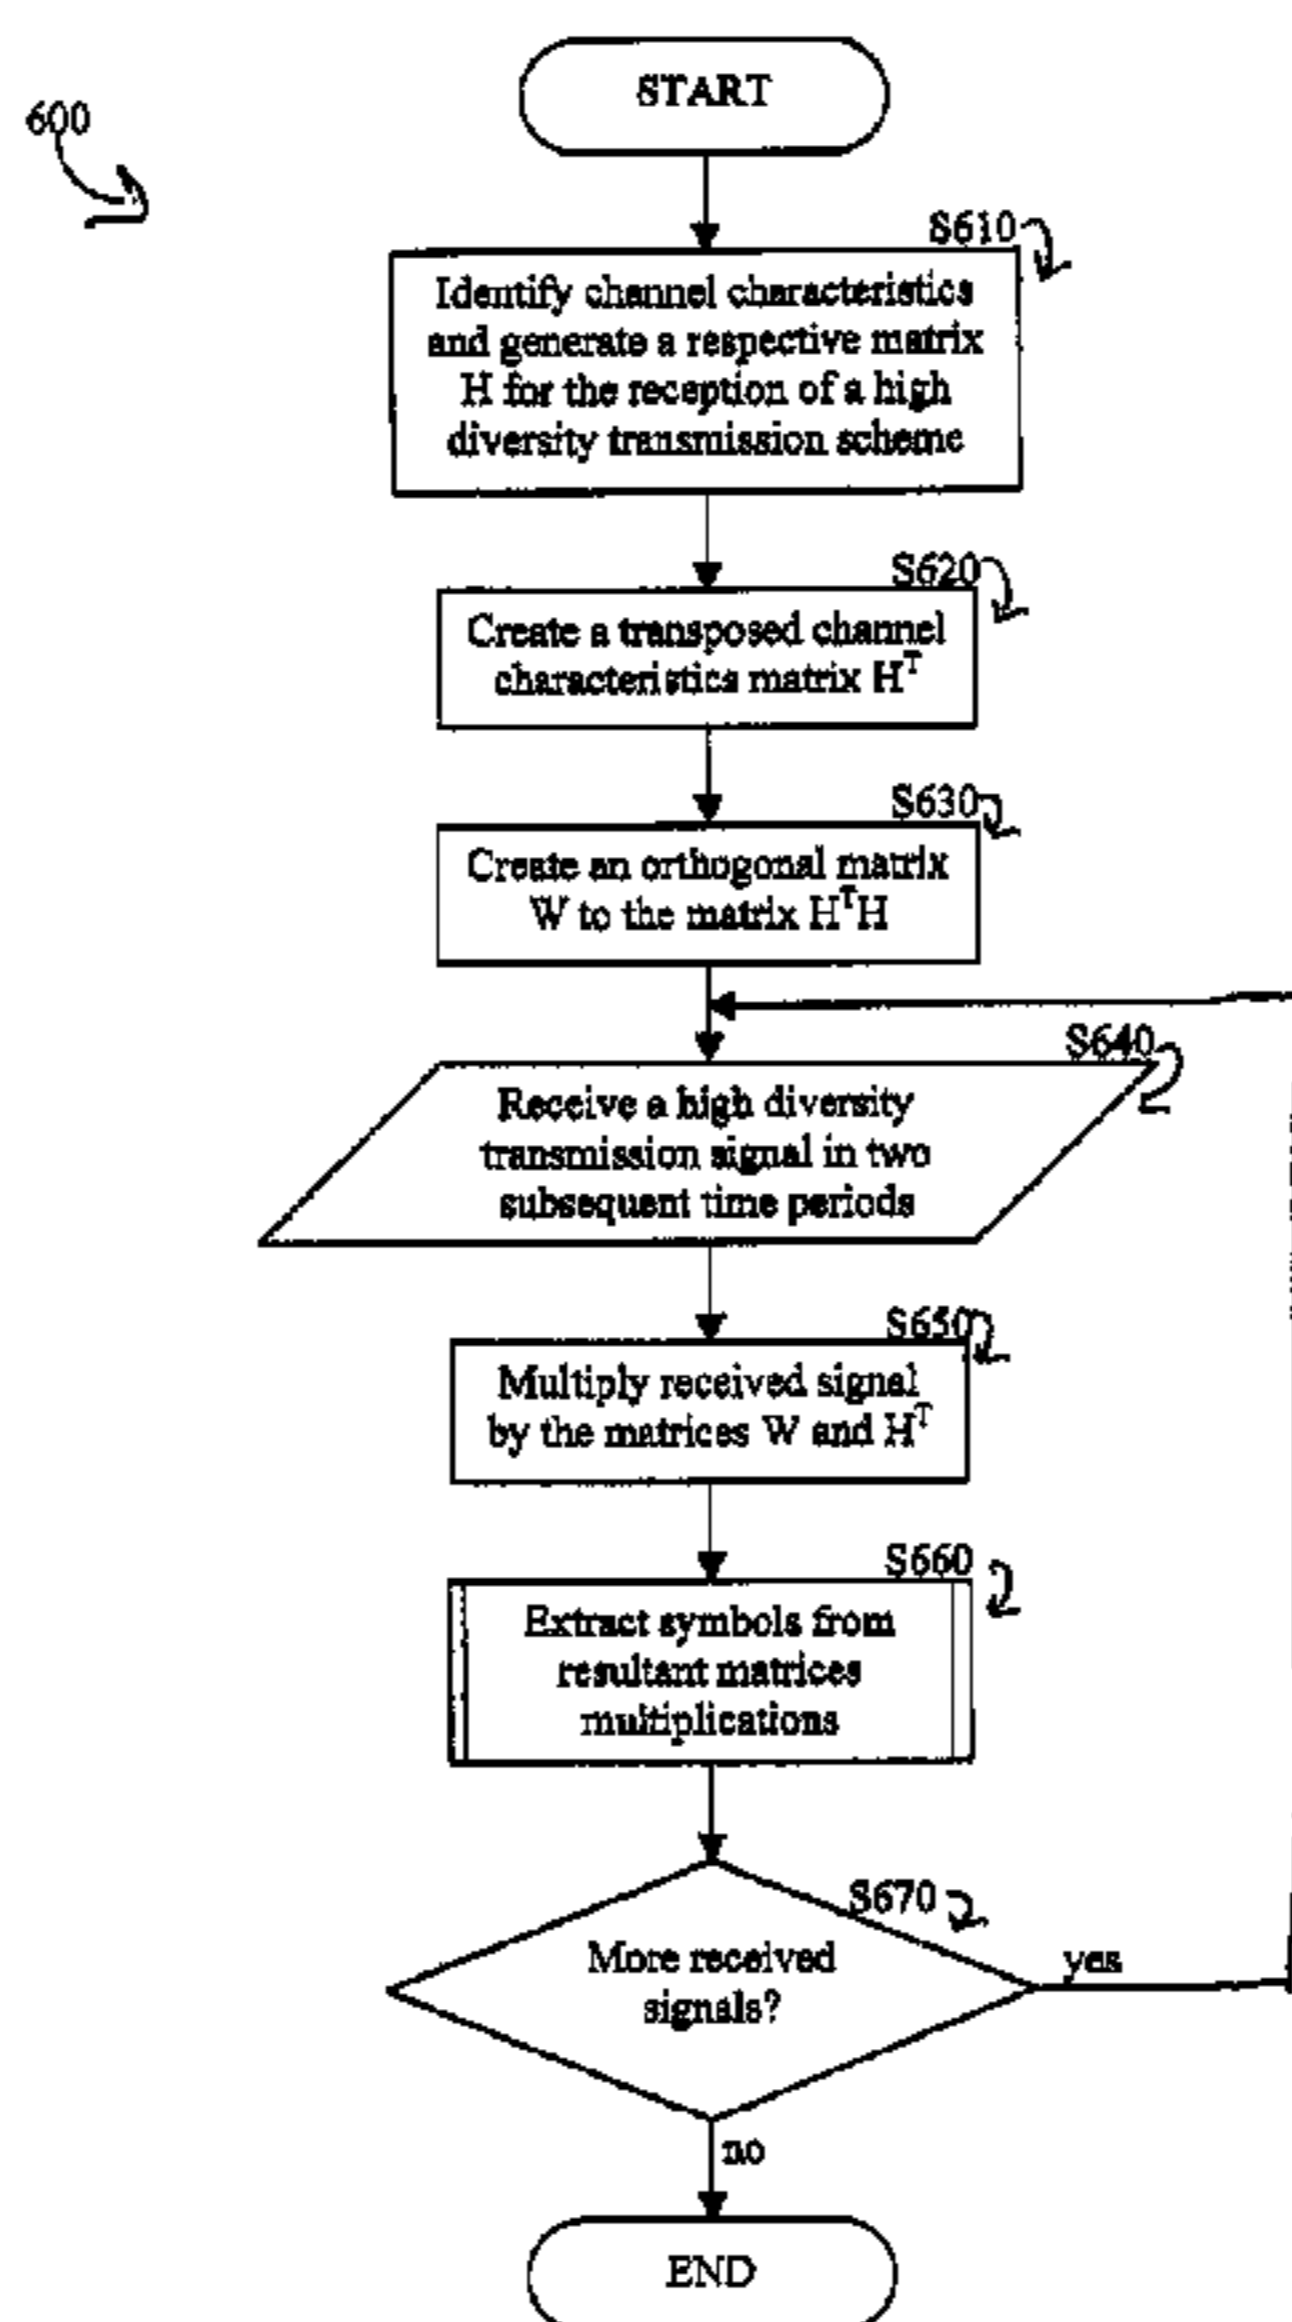 START
600
S610
Identify channel characteristics
and generate a respective matrix
H for the reception of a high
diversity transmission scheme
S620
Create a transposed channel
characteristics matrix Hᵀ
S630
Create an orthogonal matrix
W to the matrix HᵀH
S640
Receive a high diversity
transmission signal in two
subsequent time periods
S650
Multiply received signal
by the matrices W and Hᵀ
S660
Extract symbols from
resultant matrices
multiplications
S670
More received
signals?
yes
no
END